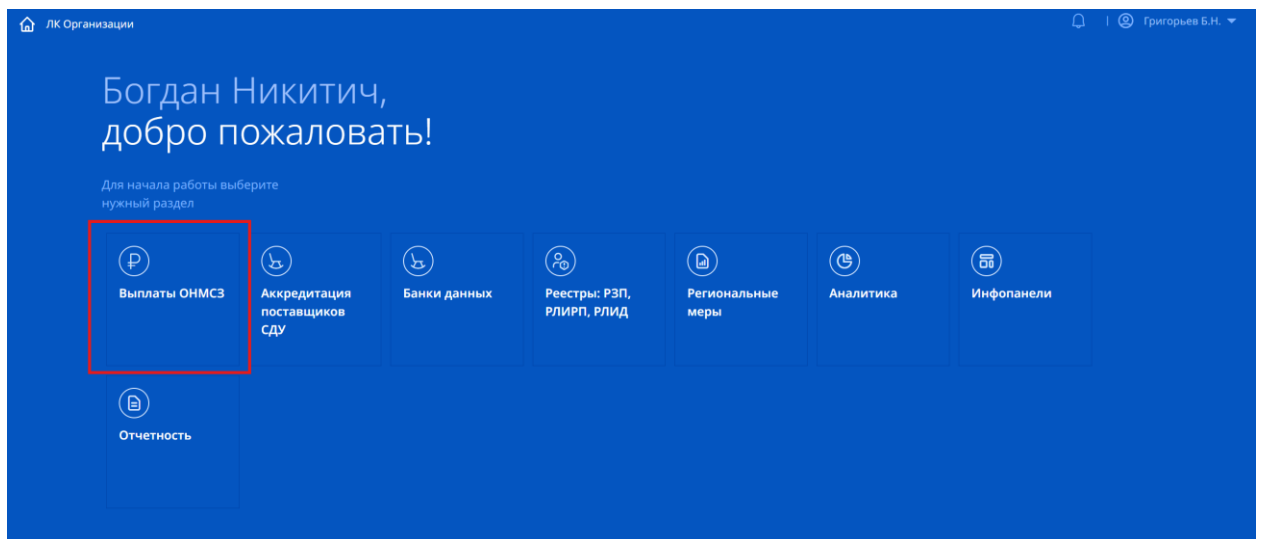 ЛК Организации
Григорьев Б.Н.
Богдан Никитич,
добро пожаловать!
Для начала работы выберите
нужный раздел
Выплаты ОНМСЗ
Аккредитация
поставщиков
СДУ
Банки данных
Реестры: РЗП,
РЛИРП, РЛИД
Региональные
меры
Аналитика
Инфопанели
Отчетность